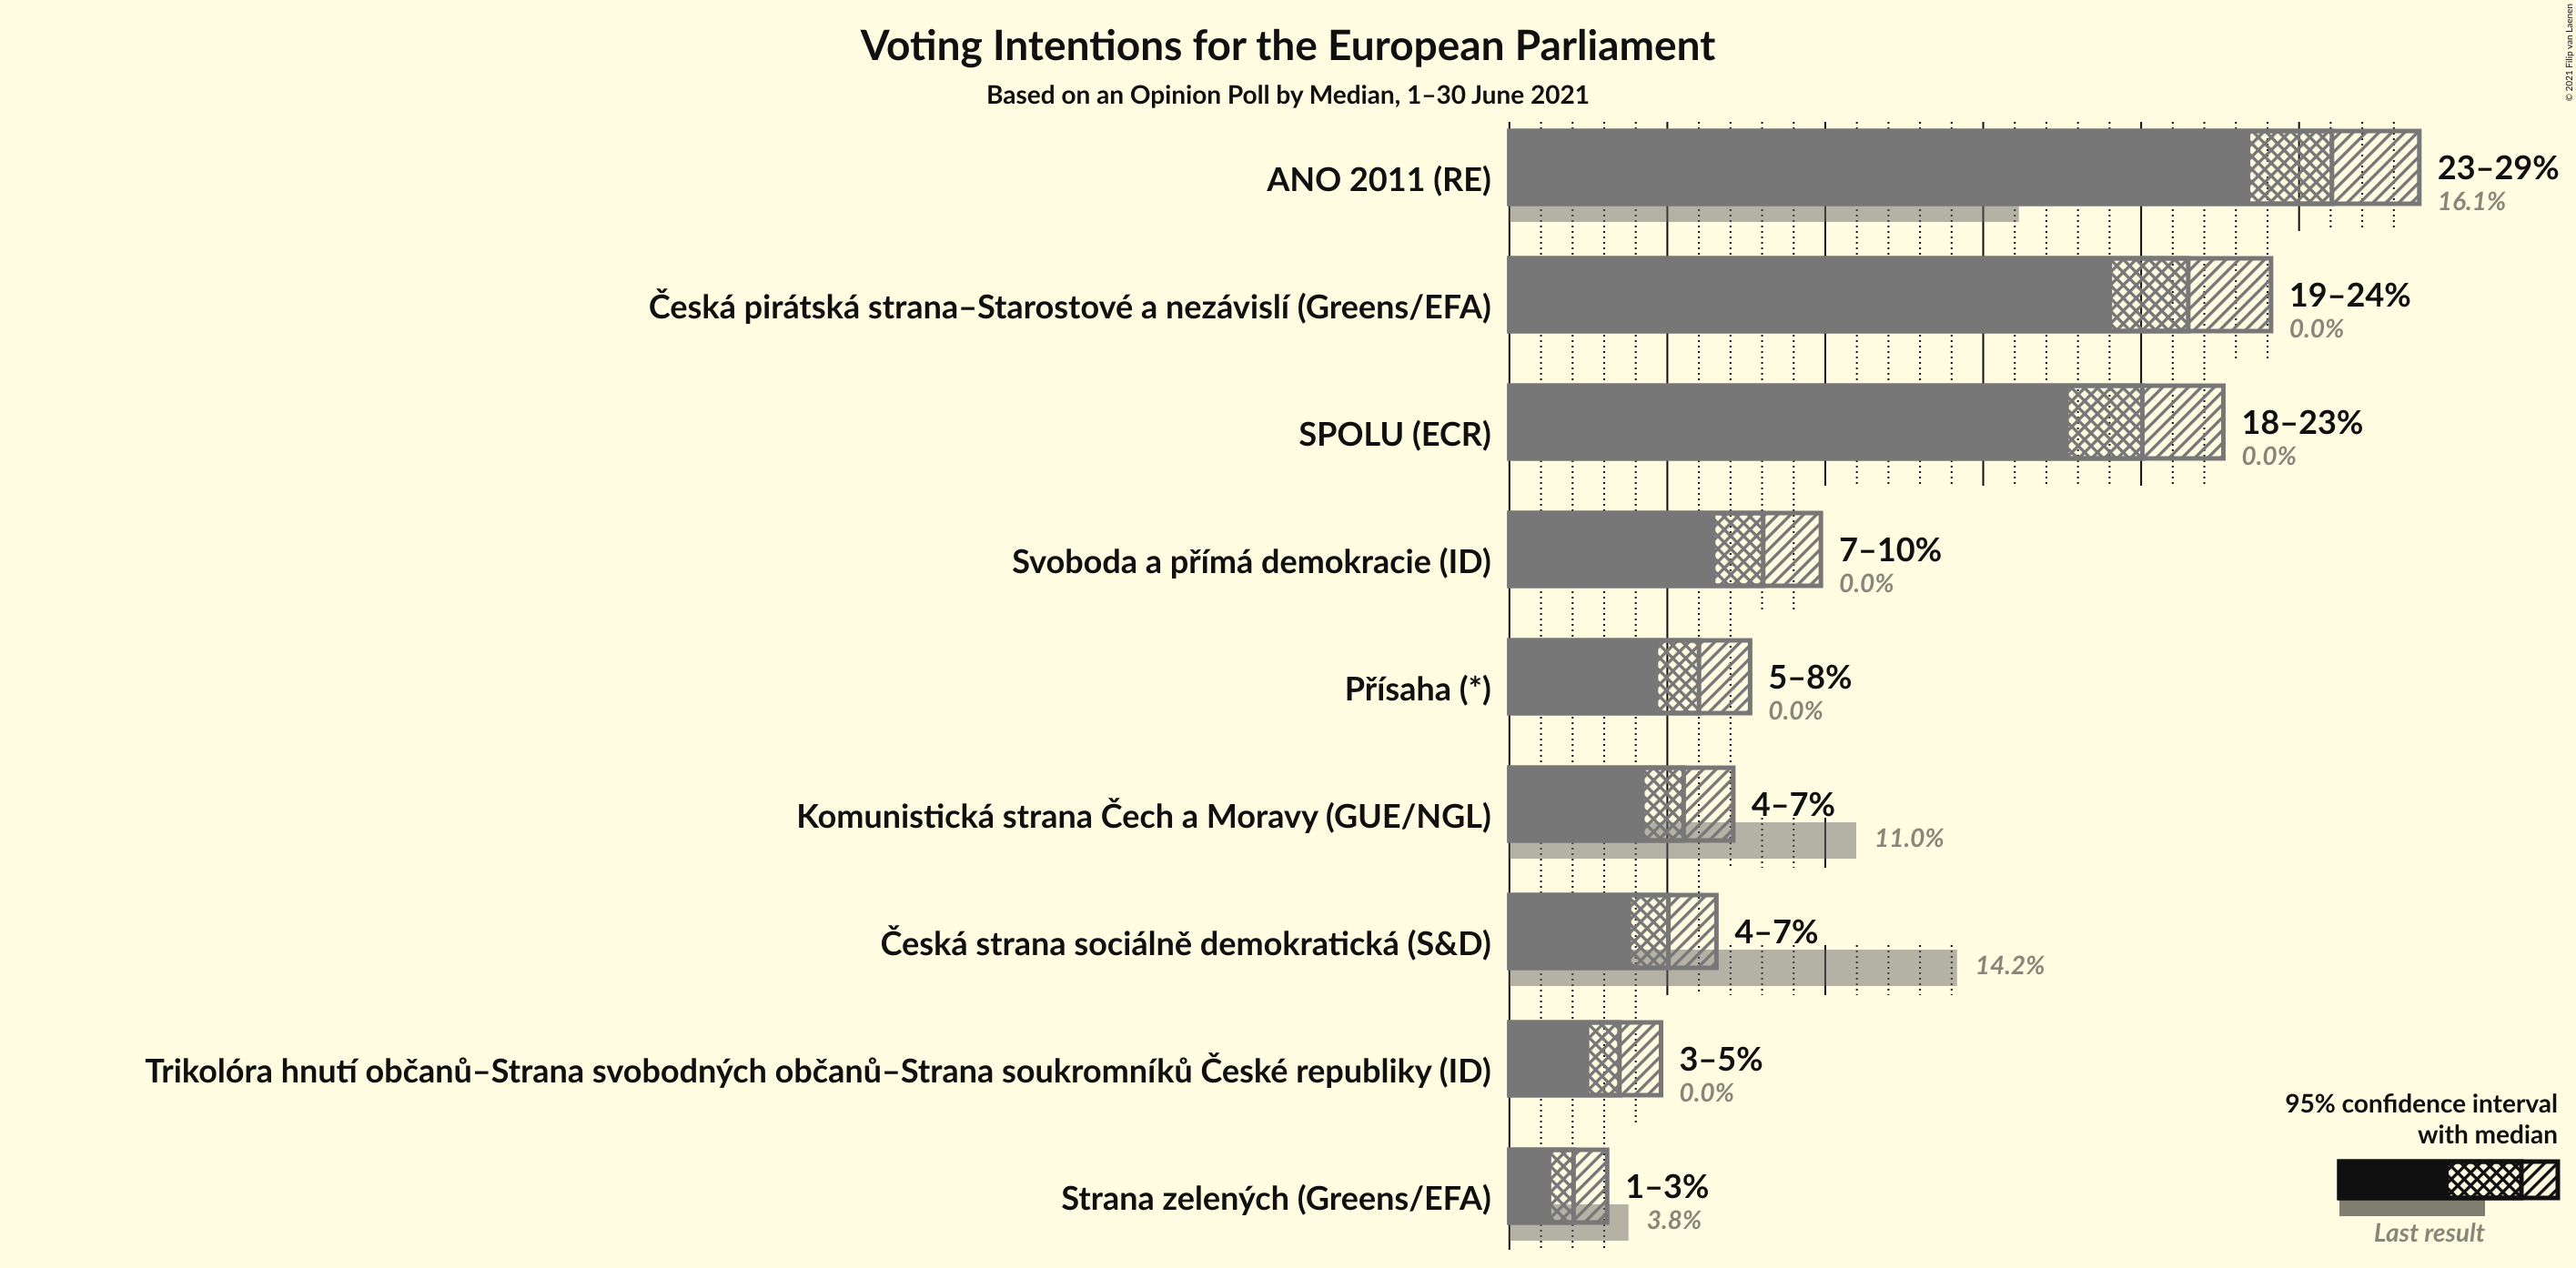 Voting Intentions for the European Parliament
Based on an Opinion Poll by Median, 1–30 June 2021
© 2021 Filip van Laenen
ANO 2011 (RE)
23–29%
16.1%
Česká pirátská strana–Starostové a nezávislí (Greens/EFA)
19–24%
0.0%
SPOLU (ECR)
18–23%
0.0%
Svoboda a přímá demokracie (ID)
7–10%
0.0%
Přísaha (*)
5–8%
0.0%
Komunistická strana Čech a Moravy (GUE/NGL)
4–7%
11.0%
Česká strana sociálně demokratická (S&D)
4–7%
14.2%
Trikolóra hnutí občanů–Strana svobodných občanů–Strana soukromníků České republiky (ID)
3–5%
0.0%
Strana zelených (Greens/EFA)
1–3%
3.8%
95% confidence interval
with median
Last result